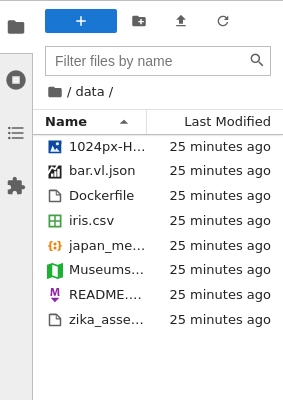 Filter files by name
/ data /
Name Last Modified
1024px-H... 25 minutes ago
bar.vl.json 25 minutes ago
Dockerfile 25 minutes ago
iris.csv 25 minutes ago
japan_me... 25 minutes ago
Museums... 25 minutes ago
README.... 25 minutes ago
zika_asse... 25 minutes ago